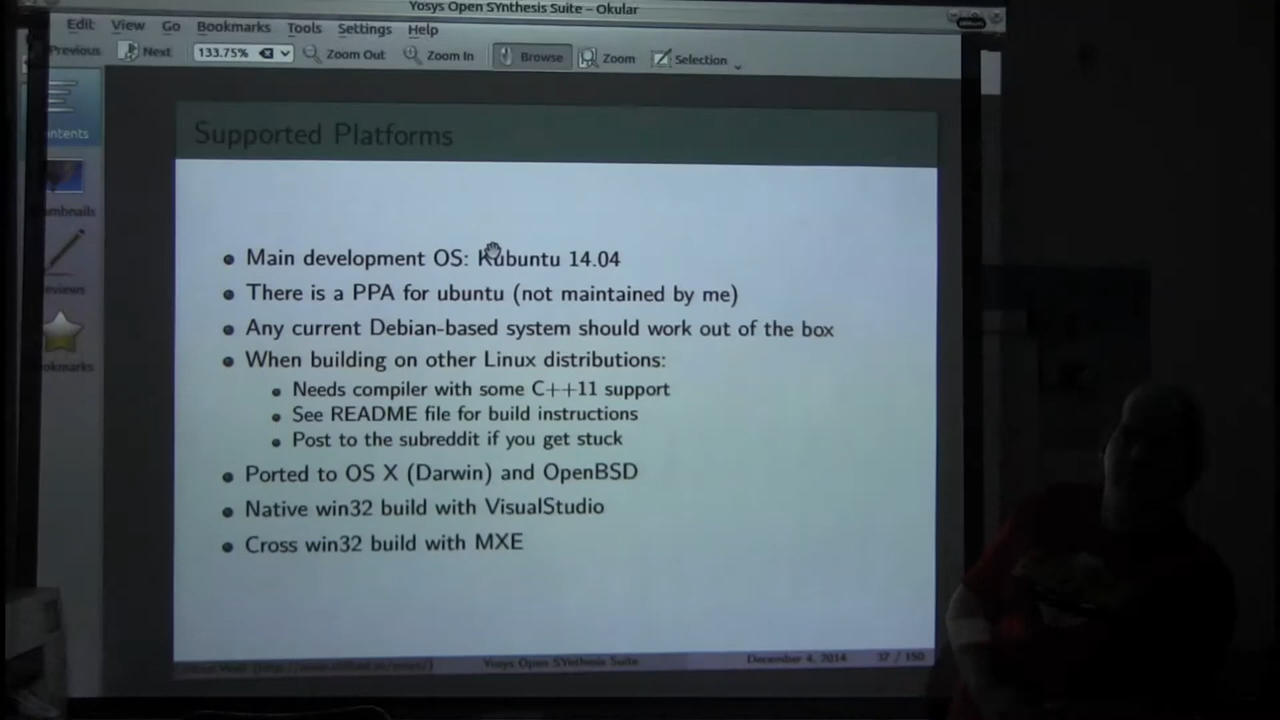 Yosys Open SYnthesis Suite – Okular
Edit View Go Bookmarks Tools Settings Help
Previous Next 133.75% Zoom Out Zoom In Browse Zoom Selection
Supported Platforms
Main development OS: Kubuntu 14.04
There is a PPA for ubuntu (not maintained by me)
Any current Debian-based system should work out of the box
When building on other Linux distributions:
Needs compiler with some C++11 support
See README file for build instructions
Post to the subreddit if you get stuck
Ported to OS X (Darwin) and OpenBSD
Native win32 build with VisualStudio
Cross win32 build with MXE
Yosys Open SYnthesis Suite December 4, 2014 37 / 150